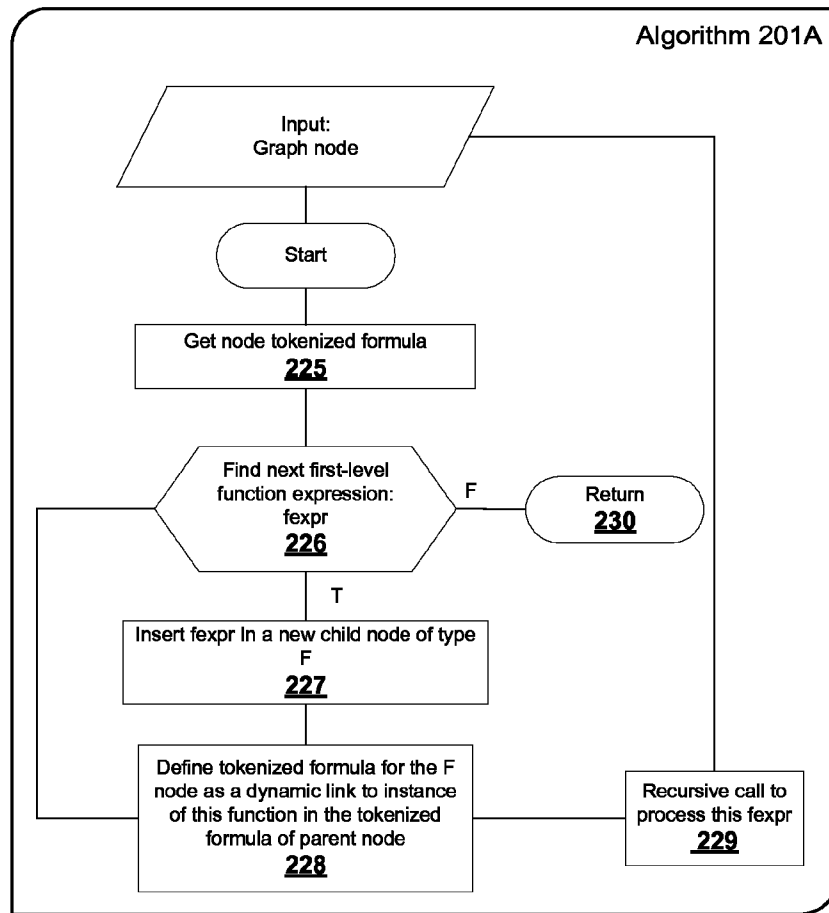 Algorithm 201A
Input:
Graph node
Start
Get node tokenized formula
225
Find next first-level
function expression:
fexpr
226
F
Return
230
T
Insert fexpr In a new child node of type
F
227
Define tokenized formula for the F
node as a dynamic link to instance
of this function in the tokenized
formula of parent node
228
Recursive call to
process this fexpr
229